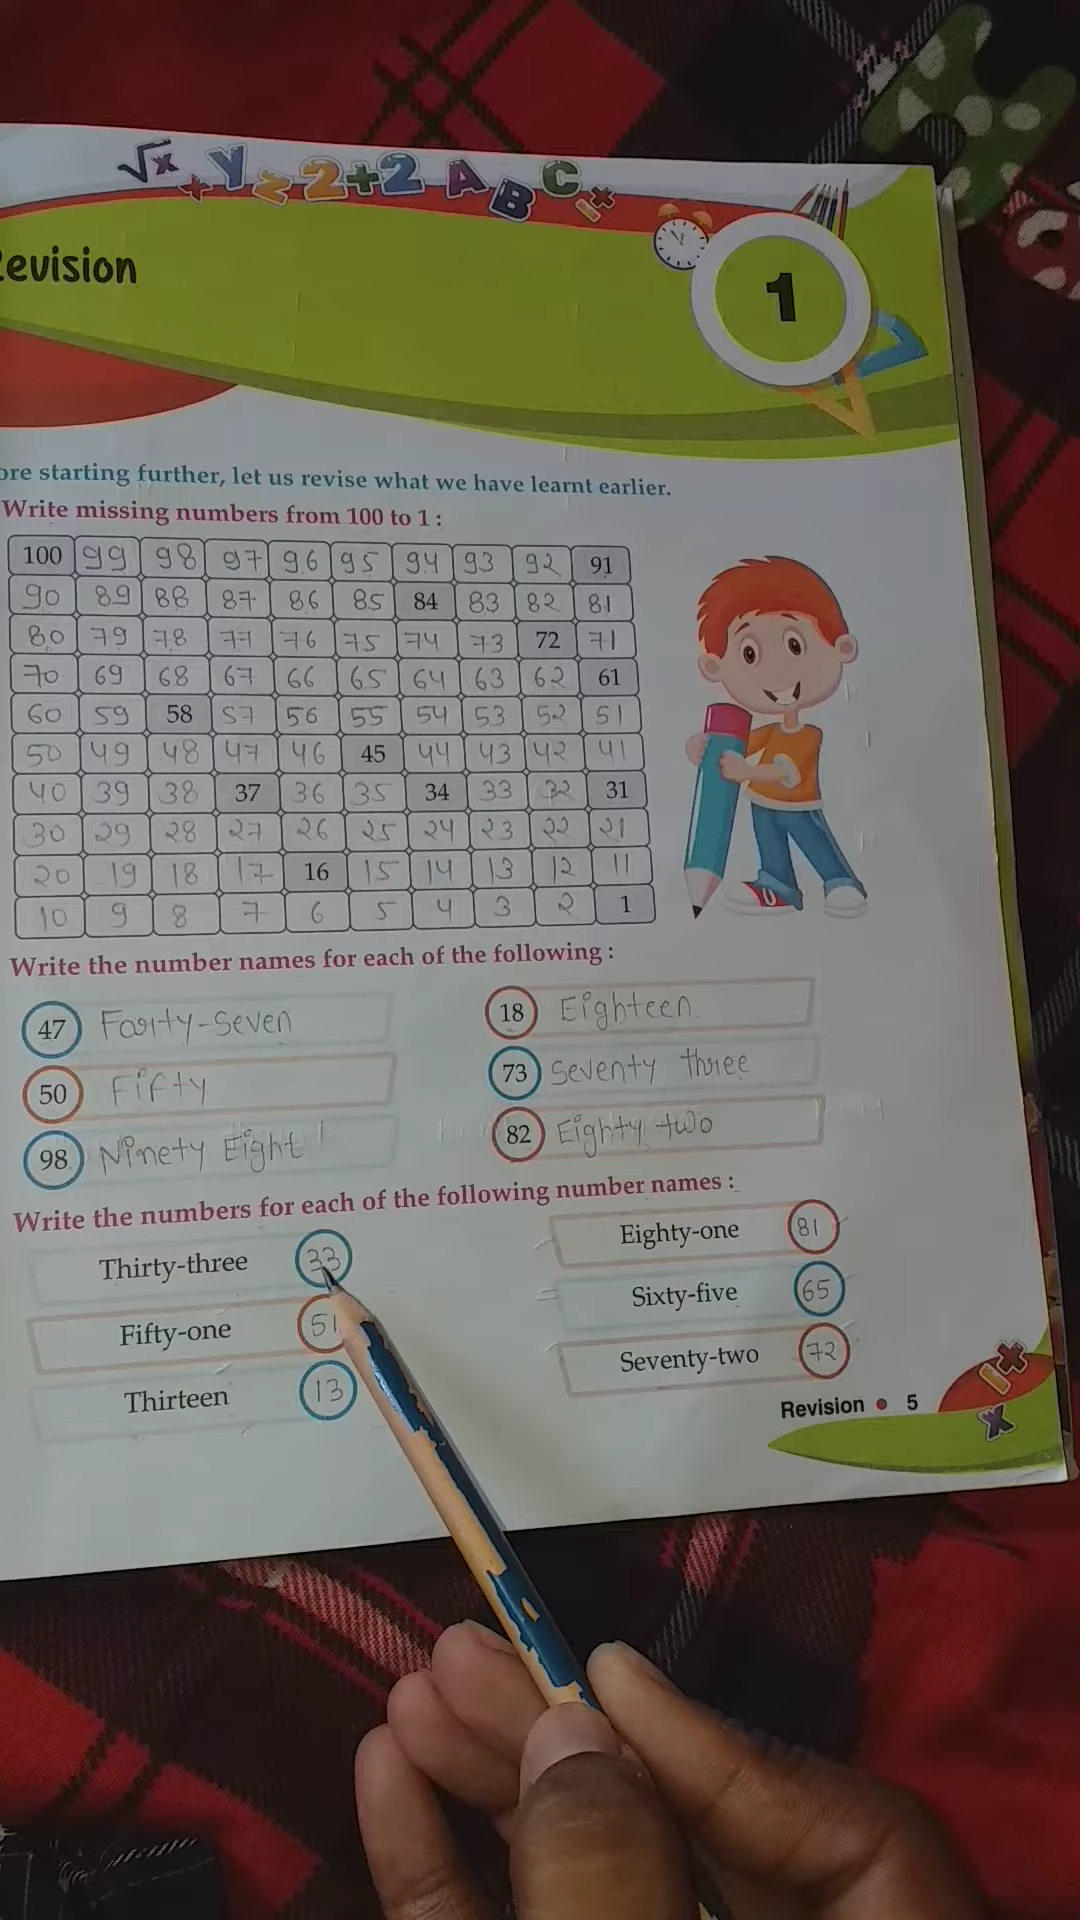 √x + Y Z 2+2 A B C
evision
1
ore starting further, let us revise what we have learnt earlier.
Write missing numbers from 100 to 1 :
100 99 98 97 96 95 94 93 92 91
90 89 88 87 86 85 84 83 82 81
80 79 78 77 76 75 74 73 72 71
70 69 68 67 66 65 64 63 62 61
60 59 58 57 56 55 54 53 52 51
50 49 48 47 46 45 44 43 42 41
40 39 38 37 36 35 34 33 32 31
30 29 28 27 26 25 24 23 22 21
20 19 18 17 16 15 14 13 12 11
10 9 8 7 6 5 4 3 2 1
Write the number names for each of the following :
47 Forty-Seven 18 Eighteen
50 Fifty 73 Seventy three
98 Ninety Eight 82 Eighty two
Write the numbers for each of the following number names :
Thirty-three 33 Eighty-one 81
Fifty-one 51 Sixty-five 65
Thirteen 13 Seventy-two 72
Revision • 5